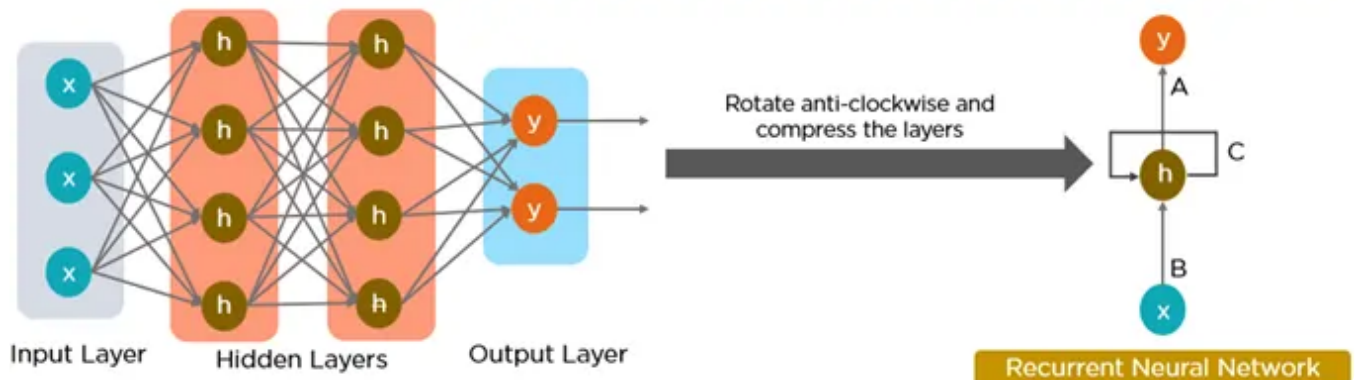 x
x
x
h
h
h
h
h
h
h
h
y
y
Input Layer
Hidden Layers
Output Layer
Rotate anti-clockwise and
compress the layers
y
A
h
C
B
x
Recurrent Neural Network